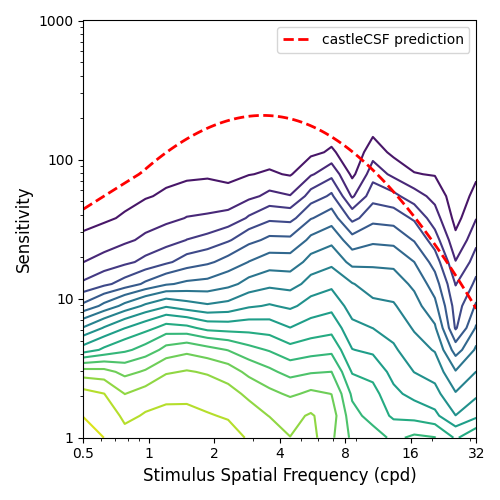 1000
castleCSF prediction
100
Sensitivity
10
1
0.5 1 2 4 8 16 32
Stimulus Spatial Frequency (cpd)